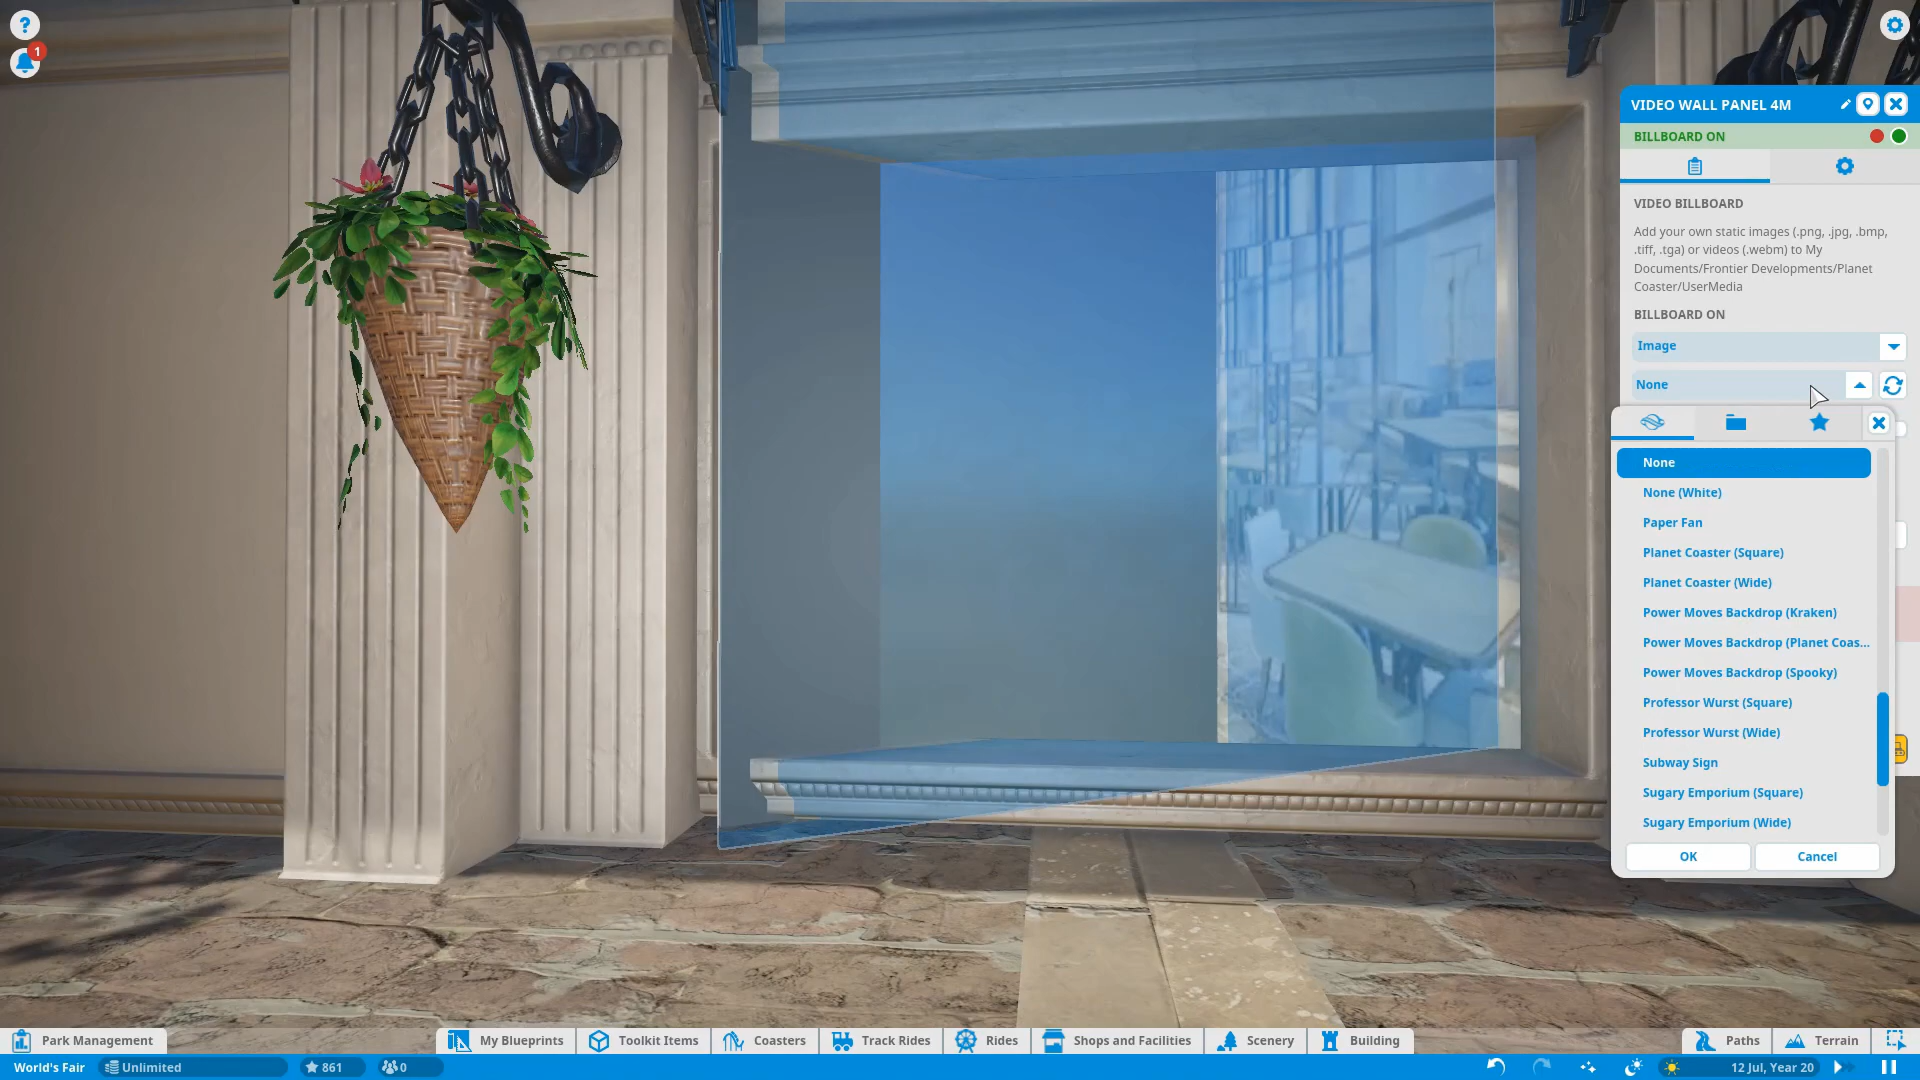 ?
1
VIDEO WALL PANEL 4M
BILLBOARD ON
VIDEO BILLBOARD
Add your own static images (.png, .jpg, .bmp,
.tiff, .tga) or videos (.webm) to My
Documents/Frontier Developments/Planet
Coaster/UserMedia
BILLBOARD ON
Image
None
None
None (White)
Paper Fan
Planet Coaster (Square)
Planet Coaster (Wide)
Power Moves Backdrop (Kraken)
Power Moves Backdrop (Planet Coas...
Power Moves Backdrop (Spooky)
Professor Wurst (Square)
Professor Wurst (Wide)
Subway Sign
Sugary Emporium (Square)
Sugary Emporium (Wide)
OK Cancel
Park Management My Blueprints Toolkit Items Coasters Track Rides Rides Shops and Facilities Scenery Building Paths Terrain
World's Fair Unlimited 861 0 12 Jul, Year 20